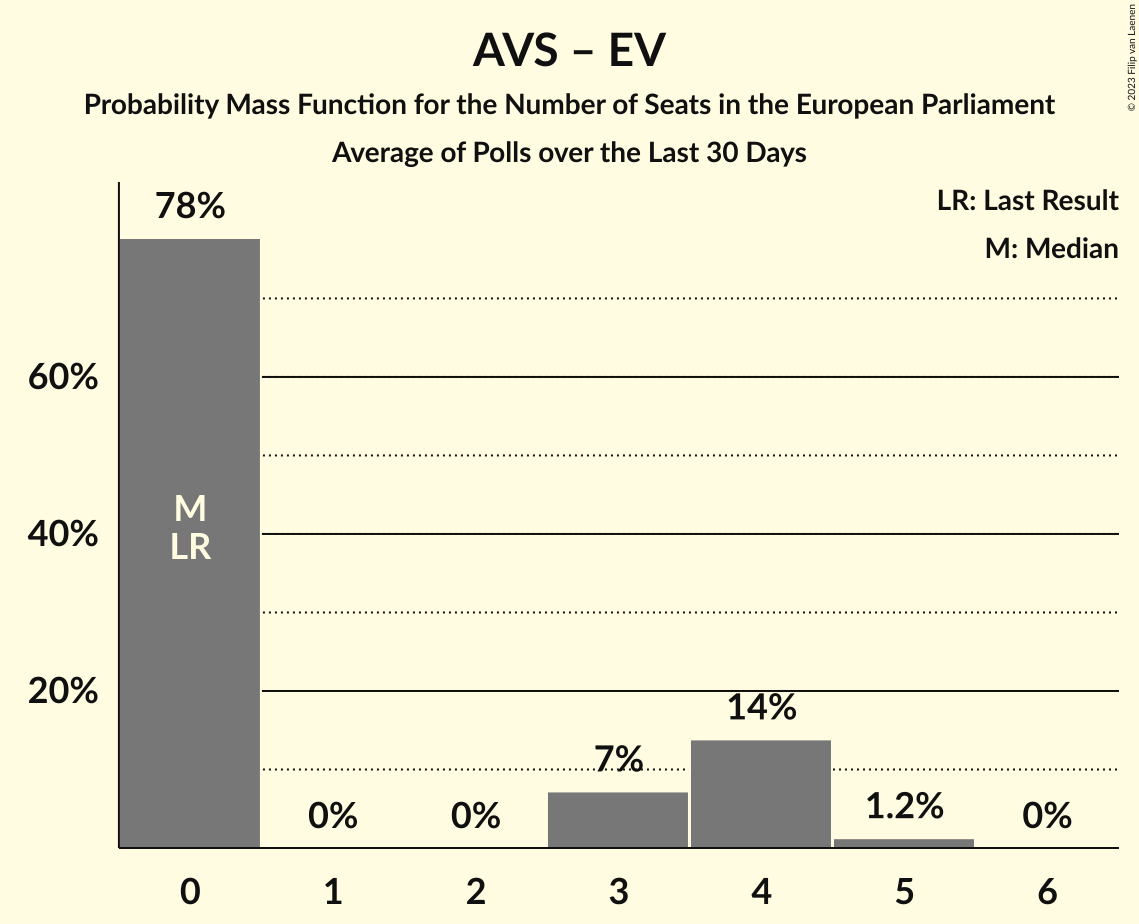 AVS – EV
Probability Mass Function for the Number of Seats in the European Parliament
Average of Polls over the Last 30 Days
© 2023 Filip van Laenen
LR: Last Result
M: Median
78%
60%
40%
20%
M
LR
0%
0%
7%
14%
1.2%
0%
0
1
2
3
4
5
6